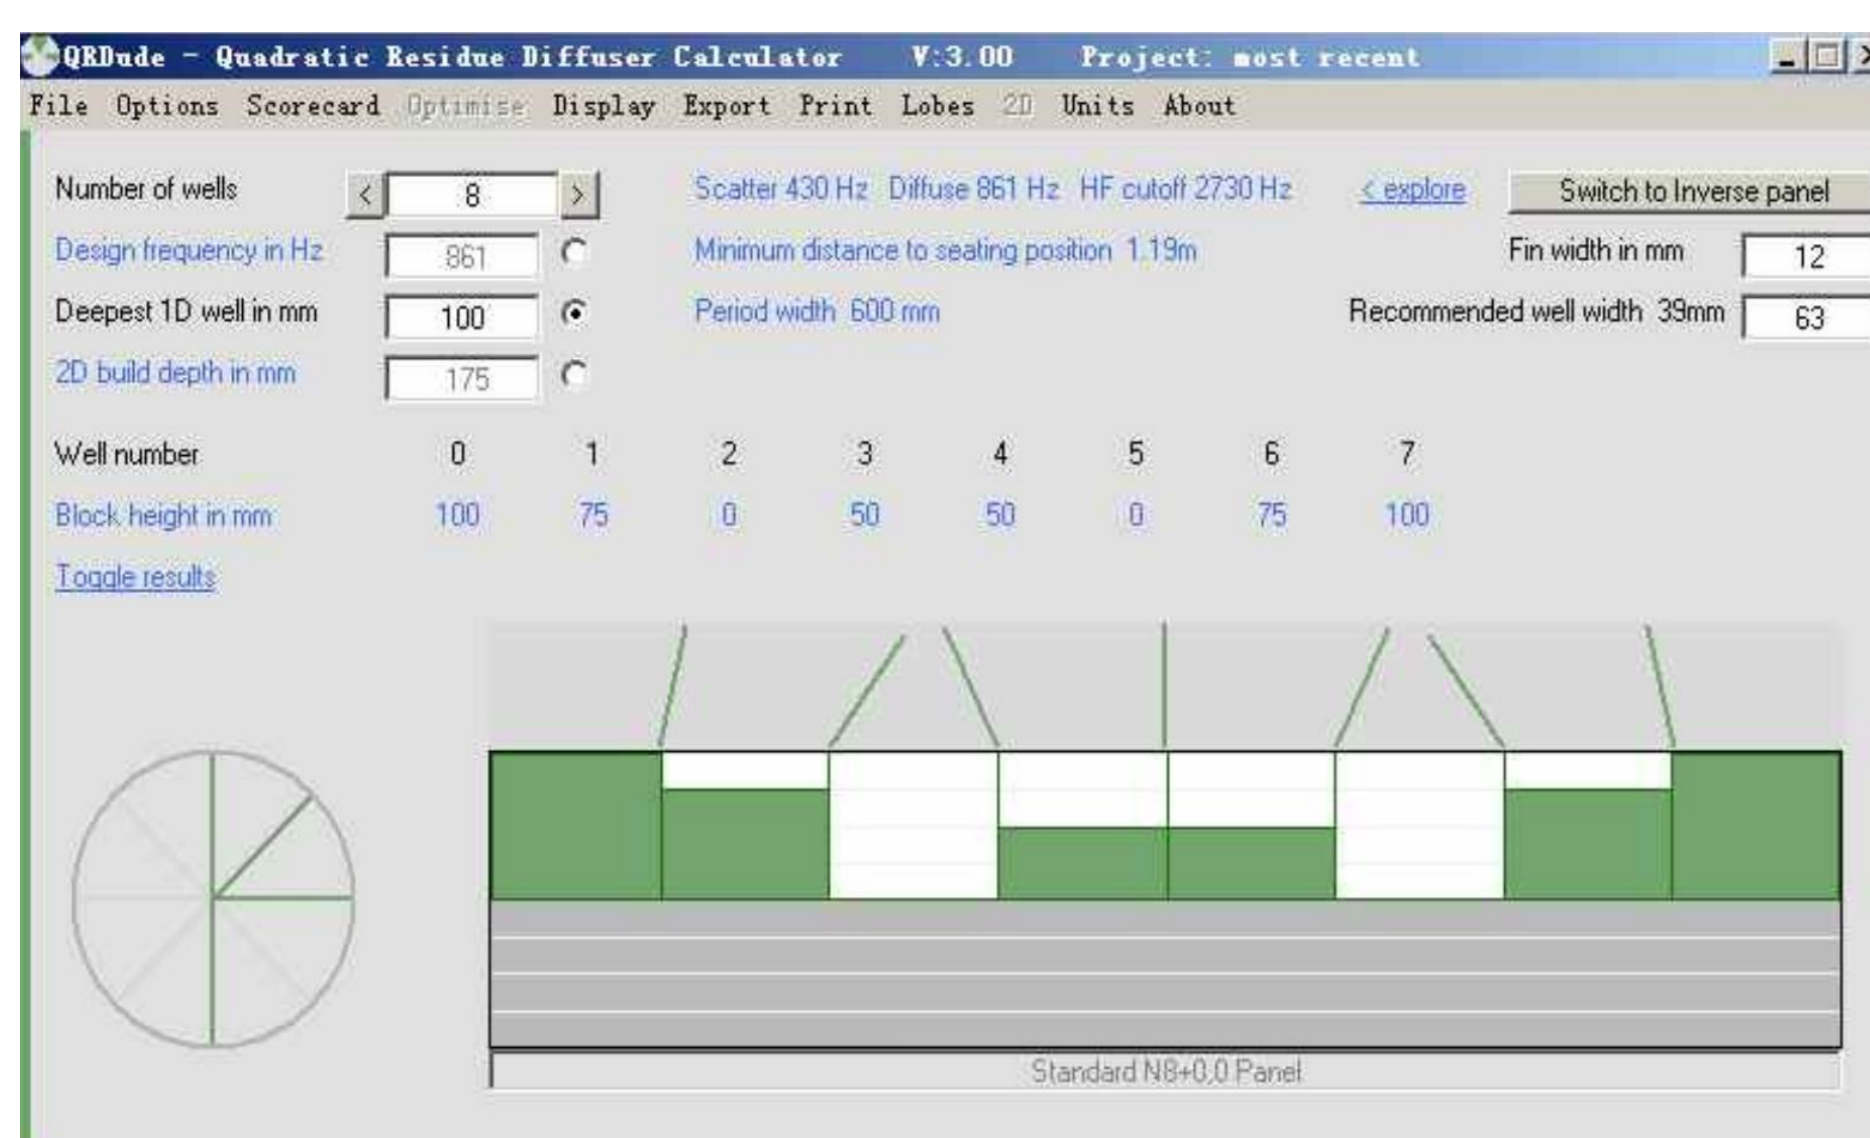 QRDude - Quadratic Residue Diffuser Calculator V:3.00 Project: most recent
File Options Scorecard Optimise Display Export Print Lobes 2D Units About
Number of wells < 8 > Scatter 430 Hz Diffuse 861 Hz HF cutoff 2730 Hz < explore Switch to Inverse panel
Design frequency in Hz 861 Minimum distance to seating position 1.19m Fin width in mm 12
Deepest 1D well in mm 100 Period width 600 mm Recommended well width 39mm 63
2D build depth in mm 175
Well number 0 1 2 3 4 5 6 7
Block height in mm 100 75 0 50 50 0 75 100
Toggle results
Standard N8+0,0 Panel